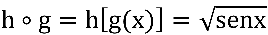 h ∘ g = h[g(x)] = √senx